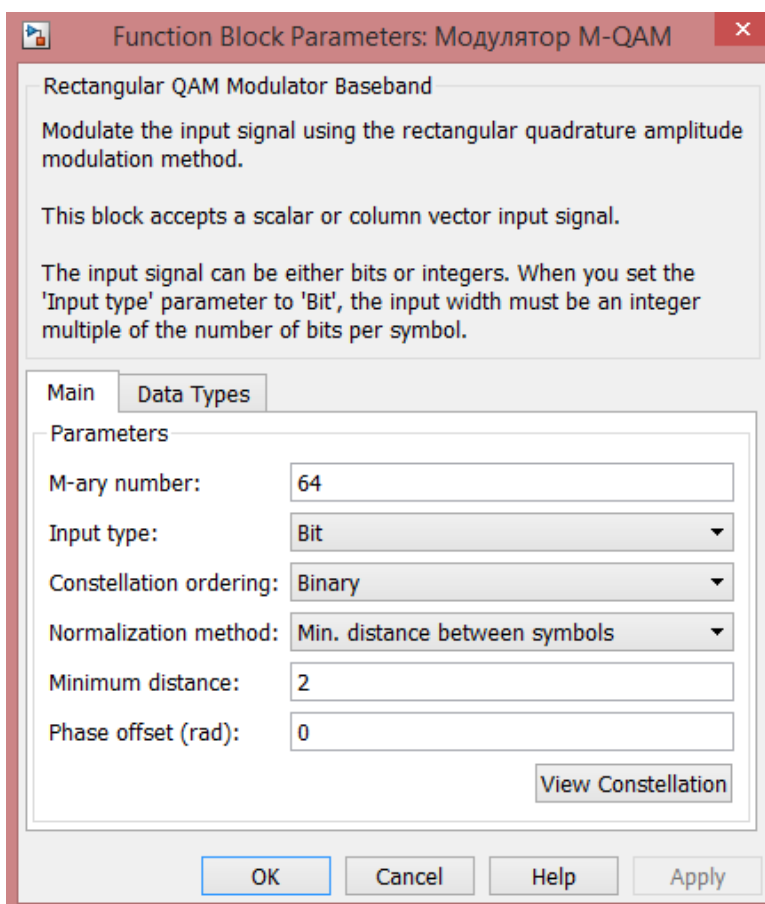 Function Block Parameters: Модулятор M-QAM
Rectangular QAM Modulator Baseband
Modulate the input signal using the rectangular quadrature amplitude
modulation method.
This block accepts a scalar or column vector input signal.
The input signal can be either bits or integers. When you set the
'Input type' parameter to 'Bit', the input width must be an integer
multiple of the number of bits per symbol.
Main Data Types
Parameters
M-ary number: 64
Input type: Bit
Constellation ordering: Binary
Normalization method: Min. distance between symbols
Minimum distance: 2
Phase offset (rad): 0
View Constellation
OK Cancel Help Apply